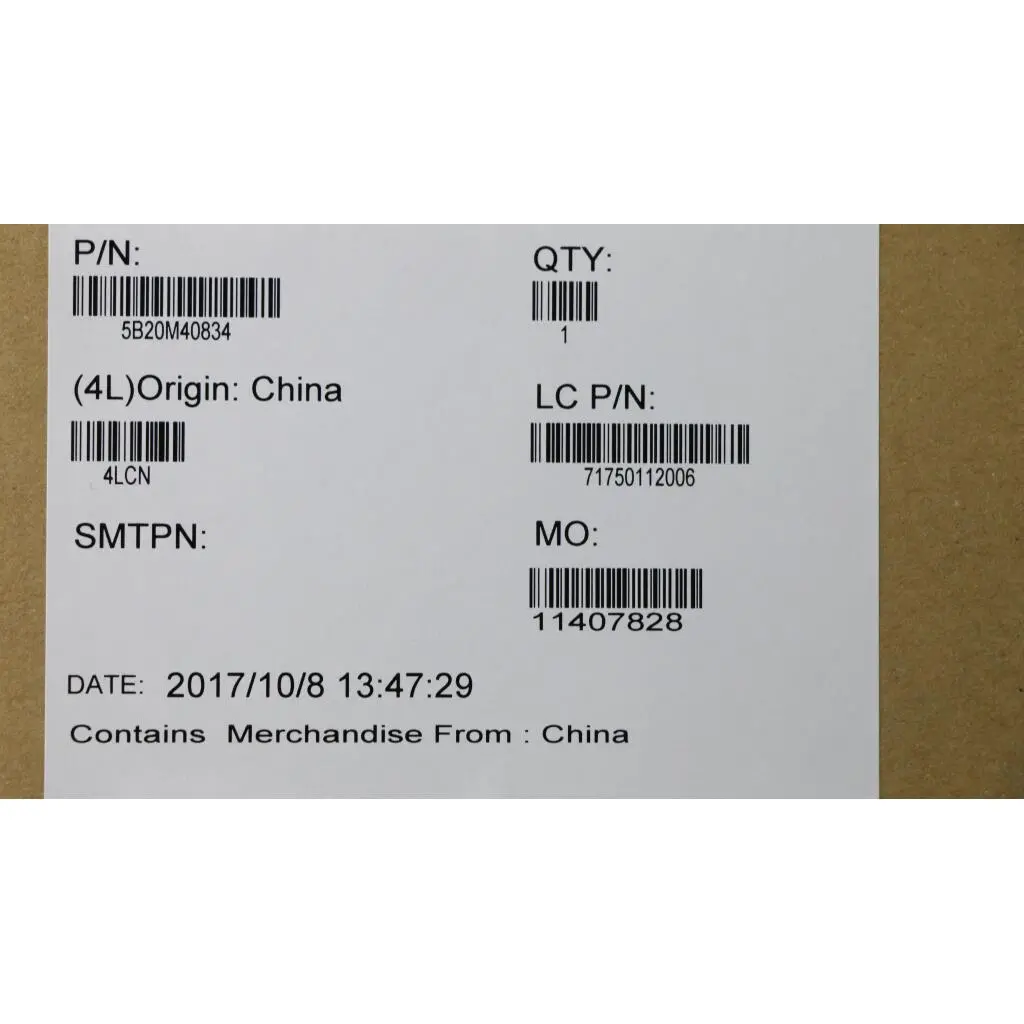 P/N:
5B20M40834
QTY:
1
(4L)Origin: China
4LCN
LC P/N:
71750112006
SMTPN:
MO:
11407828
DATE: 2017/10/8 13:47:29
Contains Merchandise From : China